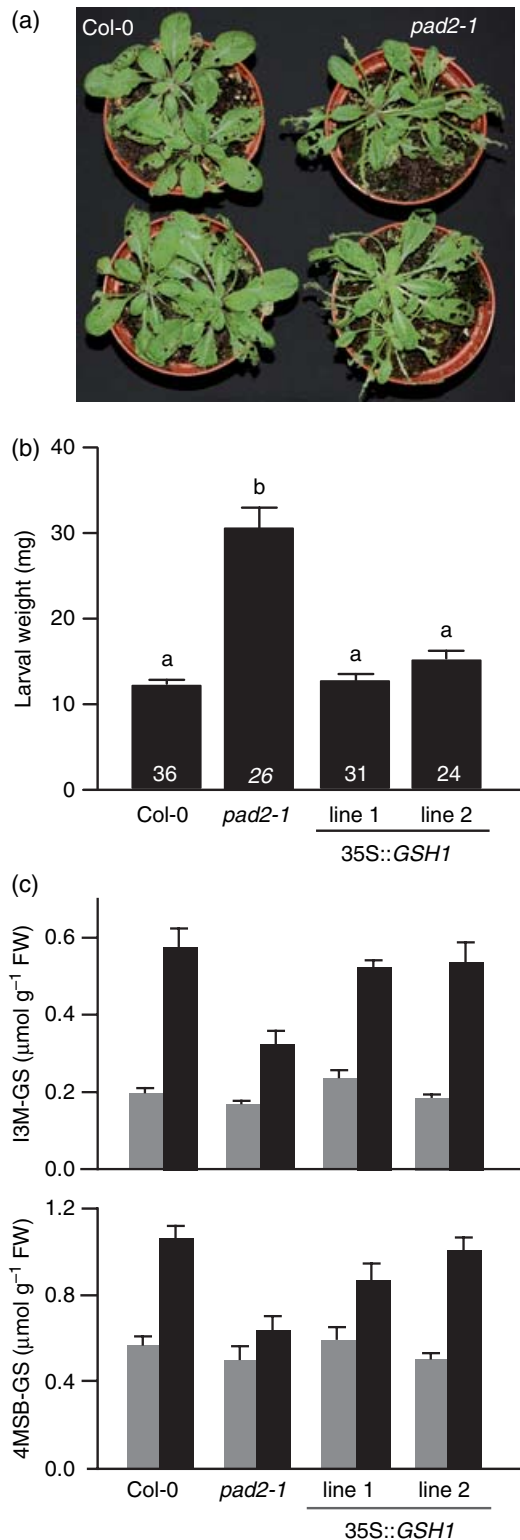 (a)
Col-0 pad2-1
(b)
Larval weight (mg)
40
30
20
10
0
b
a a a
36 26 31 24
Col-0 pad2-1 line 1 line 2
35S::GSH1
(c)
I3M-GS (µmol g⁻¹ FW)
0.6
0.4
0.2
0.0
4MSB-GS (µmol g⁻¹ FW)
1.2
0.8
0.4
0.0
Col-0 pad2-1 line 1 line 2
35S::GSH1